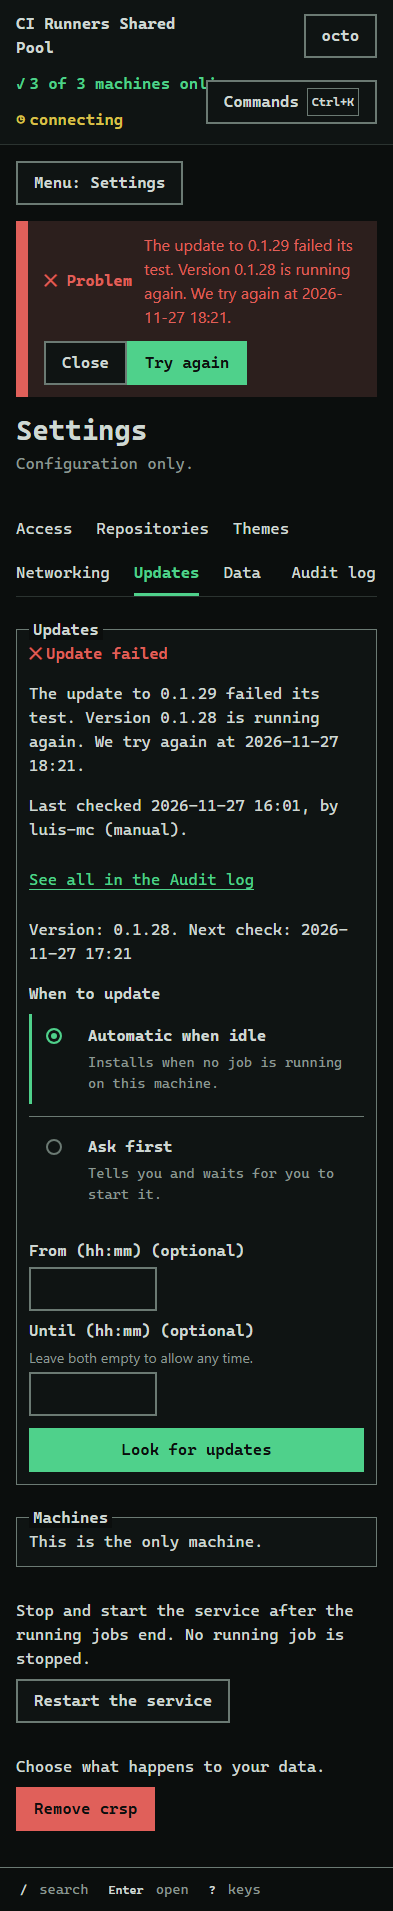 CI Runners Shared
Pool
octo
√ 3 of 3 machines onli
Commands Ctrl+K
connecting
Menu: Settings
Problem
The update to 0.1.29 failed its
test. Version 0.1.28 is running
again. We try again at 2026-
11-27 18:21.
Close
Try again
Settings
Configuration only.
Access Repositories Themes
Networking Updates Data Audit log
Updates
Update failed
The update to 0.1.29 failed its
test. Version 0.1.28 is running
again. We try again at 2026-11-27
18:21.
Last checked 2026-11-27 16:01, by
luis-mc (manual).
See all in the Audit log
Version: 0.1.28. Next check: 2026-
11-27 17:21
When to update
Automatic when idle
Installs when no job is running
on this machine.
Ask first
Tells you and waits for you to
start it.
From (hh:mm) (optional)
Until (hh:mm) (optional)
Leave both empty to allow any time.
Look for updates
Machines
This is the only machine.
Stop and start the service after the
running jobs end. No running job is
stopped.
Restart the service
Choose what happens to your data.
Remove crsp
/ search Enter open ? keys